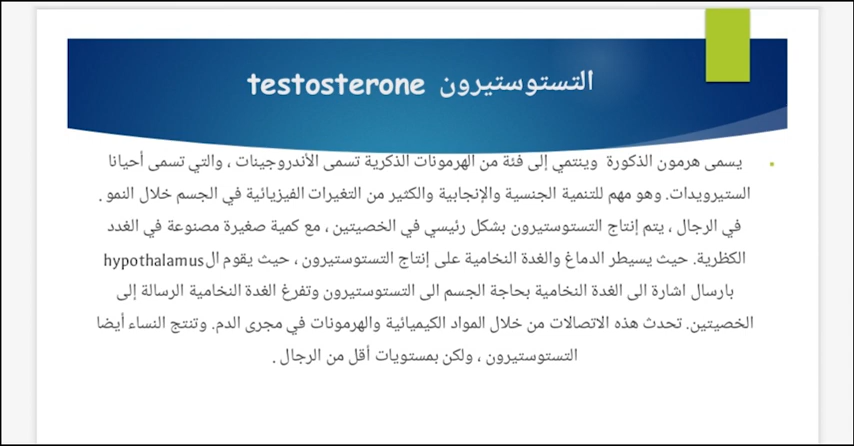 التستوستيرون testosterone
يسمى هرمون الذكورة وينتمي إلى فئة من الهرمونات الذكرية تسمى الأندروجينات ، والتي تسمى أحيانا
الستيرويدات. وهو مهم للتنمية الجنسية والإنجابية والكثير من التغيرات الفيزيائية في الجسم خلال النمو .
في الرجال ، يتم إنتاج التستوستيرون بشكل رئيسي في الخصيتين ، مع كمية صغيرة مصنوعة في الغدد
الكظرية. حيث يسيطر الدماغ والغدة النخامية على إنتاج التستوستيرون ، حيث يقوم الhypothalamus
بارسال اشارة الى الغدة النخامية بحاجة الجسم الى التستوستيرون وتفرغ الغدة النخامية الرسالة إلى
الخصيتين. تحدث هذه الاتصالات من خلال المواد الكيميائية والهرمونات في مجرى الدم. وتنتج النساء أيضا
التستوستيرون ، ولكن بمستويات أقل من الرجال .